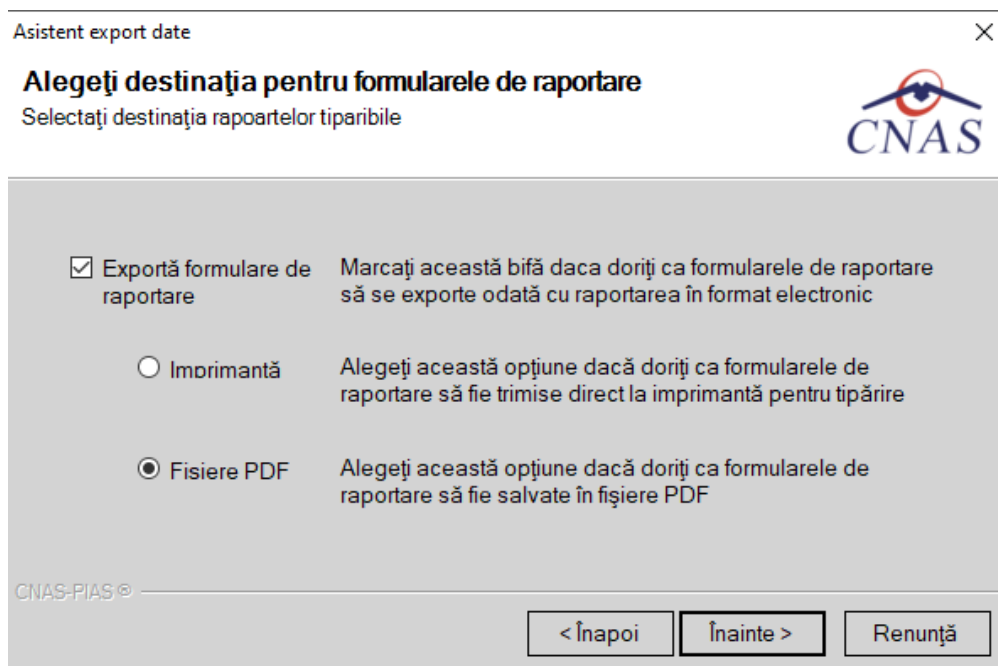 Asistent export date
Alegeţi destinaţia pentru formularele de raportare
Selectaţi destinaţia rapoartelor tiparibile
CNAS
Exportă formulare de raportare
Marcaţi această bifă daca doriţi ca formularele de raportare
să se exporte odată cu raportarea în format electronic
Imprimantă
Alegeţi această opţiune dacă doriţi ca formularele de
raportare să fie trimise direct la imprimantă pentru tipărire
Fisiere PDF
Alegeţi această opţiune dacă doriţi ca formularele de
raportare să fie salvate în fişiere PDF
CNAS-PIAS ®
< Înapoi
Înainte >
Renunţă